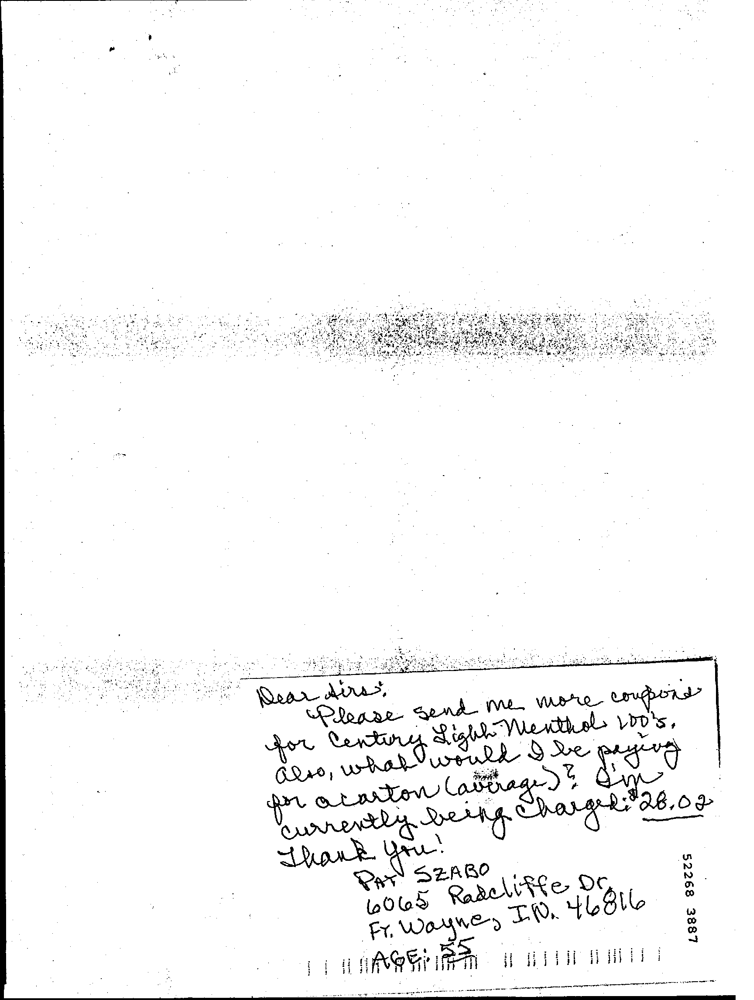 Dear Sirs:
Please send me more coupons
for Century Light Menthol 100's.
also, what would I be paying
for a carton (average)? I'm
currently being charged: $28.02
Thank you!
PAT SZABO
6065 Radcliffe Dr.
Ft. Wayne, IN. 46816
AGE: 55
52268 3887